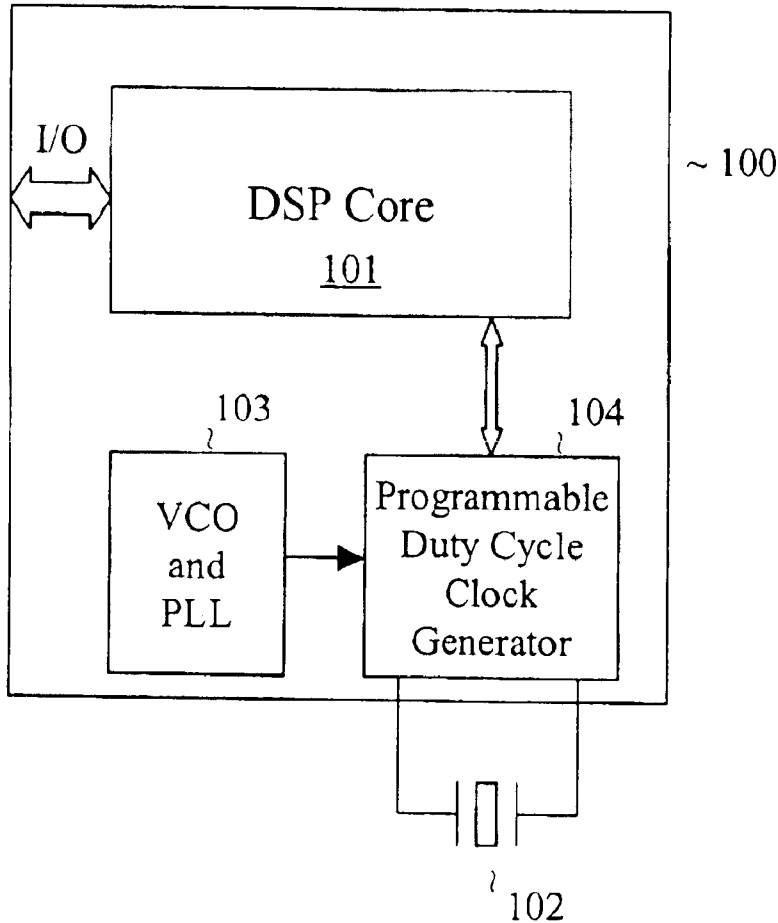 I/O
~ 100
DSP Core
101
103
104
VCO
and
PLL
Programmable
Duty Cycle
Clock
Generator
102